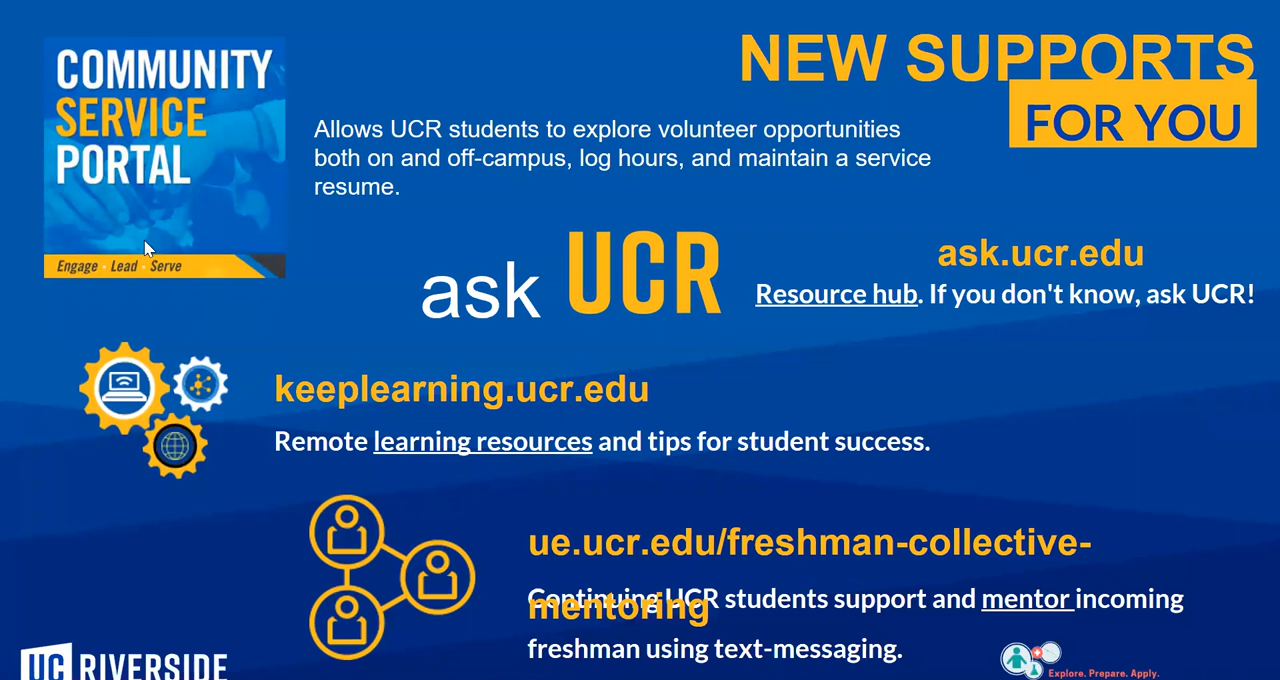 COMMUNITY
SERVICE
PORTAL
Engage • Lead • Serve
NEW SUPPORTS
FOR YOU
Allows UCR students to explore volunteer opportunities
both on and off-campus, log hours, and maintain a service
resume.
ask UCR
ask.ucr.edu
Resource hub. If you don't know, ask UCR!
keeplearning.ucr.edu
Remote learning resources and tips for student success.
ue.ucr.edu/freshman-collective-
mentoring
Continuing UCR students support and mentor incoming
freshman using text-messaging.
UC RIVERSIDE
Explore. Prepare. Apply.